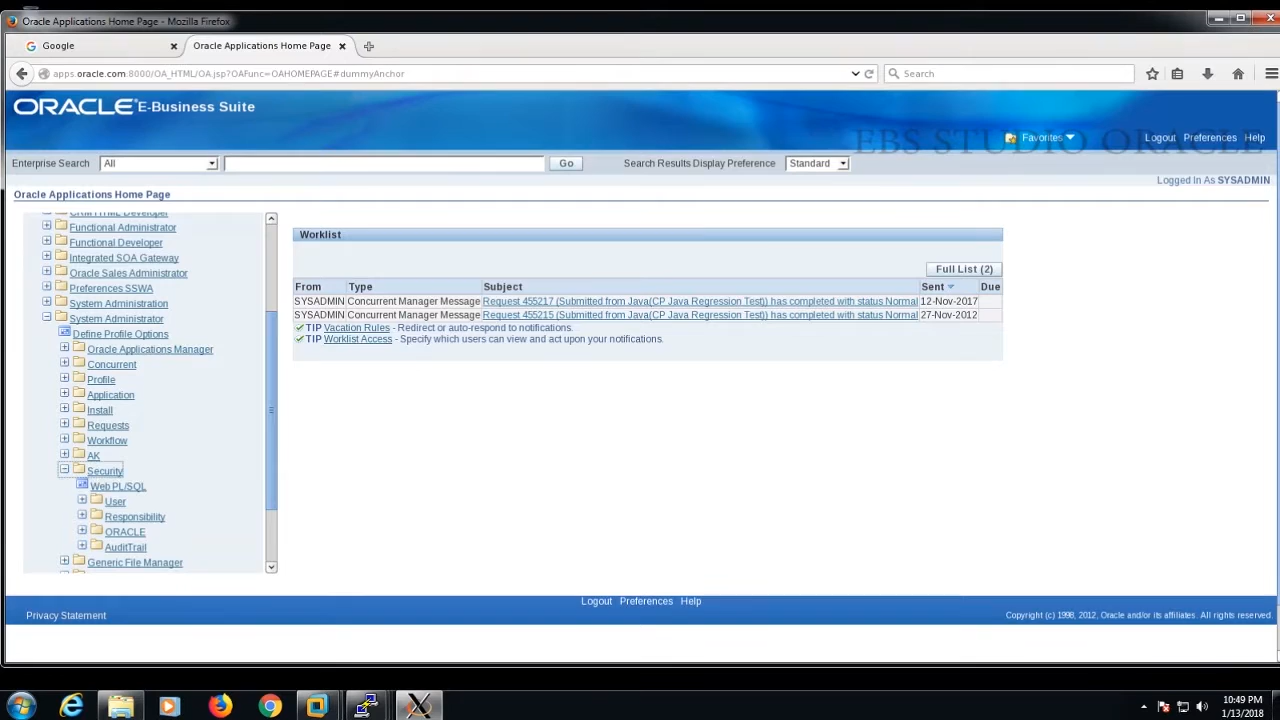 Oracle Applications Home Page - Mozilla Firefox
Google
Oracle Applications Home Page
apps.oracle.com:8000/OA_HTML/OA.jsp?OAFunc=OAHOMEPAGE#dummyAnchor
Search
ORACLE E-Business Suite
EBS STUDIO ORACLE
Favorites Logout Preferences Help
Enterprise Search All Go Search Results Display Preference Standard
Logged In As SYSADMIN
Oracle Applications Home Page
CRM HTML Developer
Functional Administrator
Functional Developer
Integrated SOA Gateway
Oracle Sales Administrator
Preferences SSWA
System Administration
System Administrator
Define Profile Options
Oracle Applications Manager
Concurrent
Profile
Application
Install
Requests
Workflow
AK
Security
Web PL/SQL
User
Responsibility
ORACLE
AuditTrail
Generic File Manager
Worklist
Full List (2)
From Type Subject Sent Due
SYSADMIN Concurrent Manager Message Request 455217 (Submitted from Java(CP Java Regression Test)) has completed with status Normal 12-Nov-2017
SYSADMIN Concurrent Manager Message Request 455215 (Submitted from Java(CP Java Regression Test)) has completed with status Normal 27-Nov-2012
TIP Vacation Rules - Redirect or auto-respond to notifications.
TIP Worklist Access - Specify which users can view and act upon your notifications.
Logout Preferences Help
Privacy Statement
Copyright (c) 1998, 2012, Oracle and/or its affiliates. All rights reserved.
10:49 PM
1/13/2018